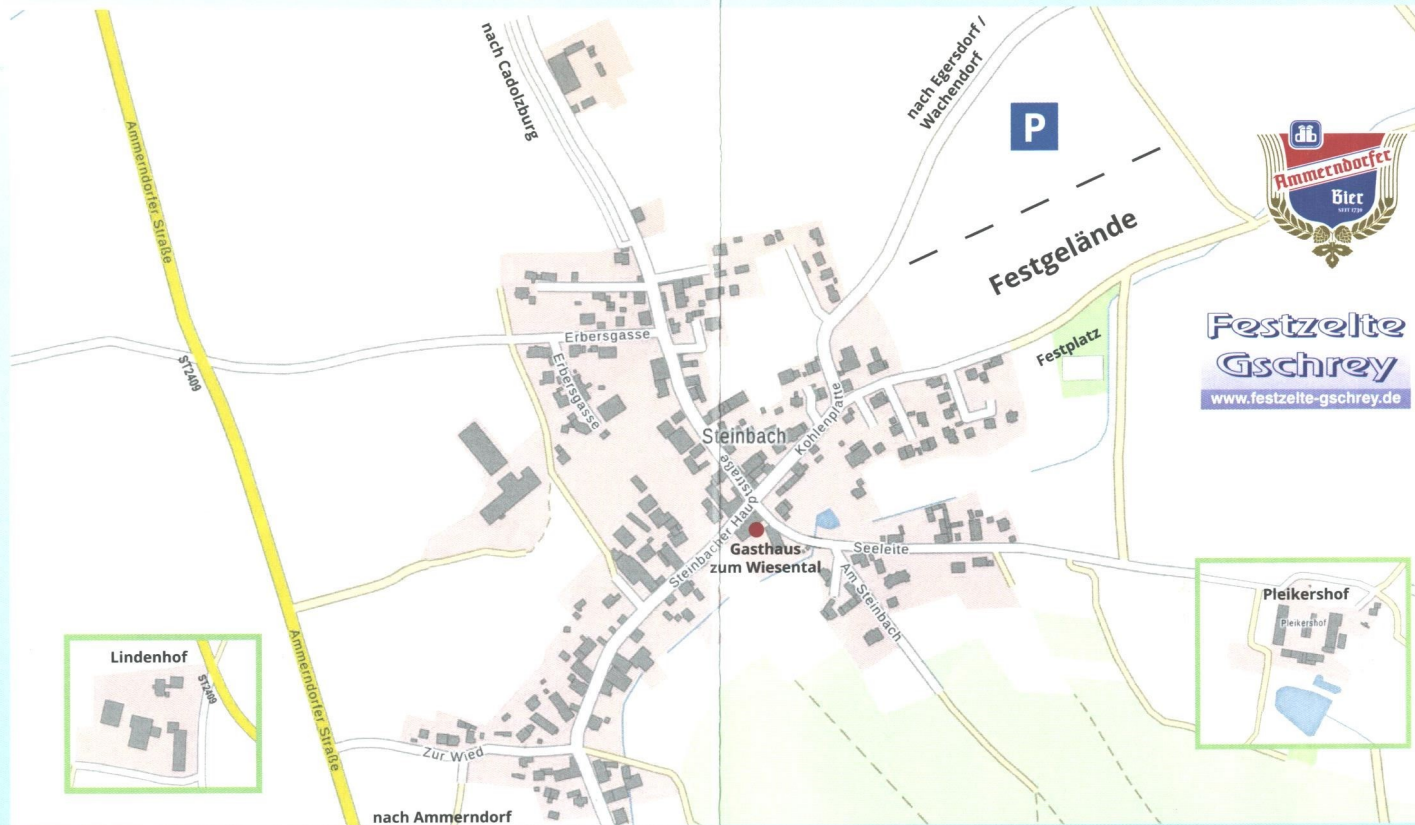 nach Cadolzburg
nach Egersdorf /
Wachendorf
P
Ammerndorfer
Bier
SEIT 1730
Ammerndorfer Straße
Festgelände
Festzelte
Gschrey
www.festzelte-gschrey.de
Erbersgasse
Erbersgasse
ST2409
Festplatz
Steinbach
Kohlenplatte
Steinbacher Hauptstraße
Gasthaus
zum Wiesental
Seeleite
Am Steinbach
Pleikershof
Pleikershof
Lindenhof
ST2409
Ammerndorfer Straße
Zur Wied
nach Ammerndorf